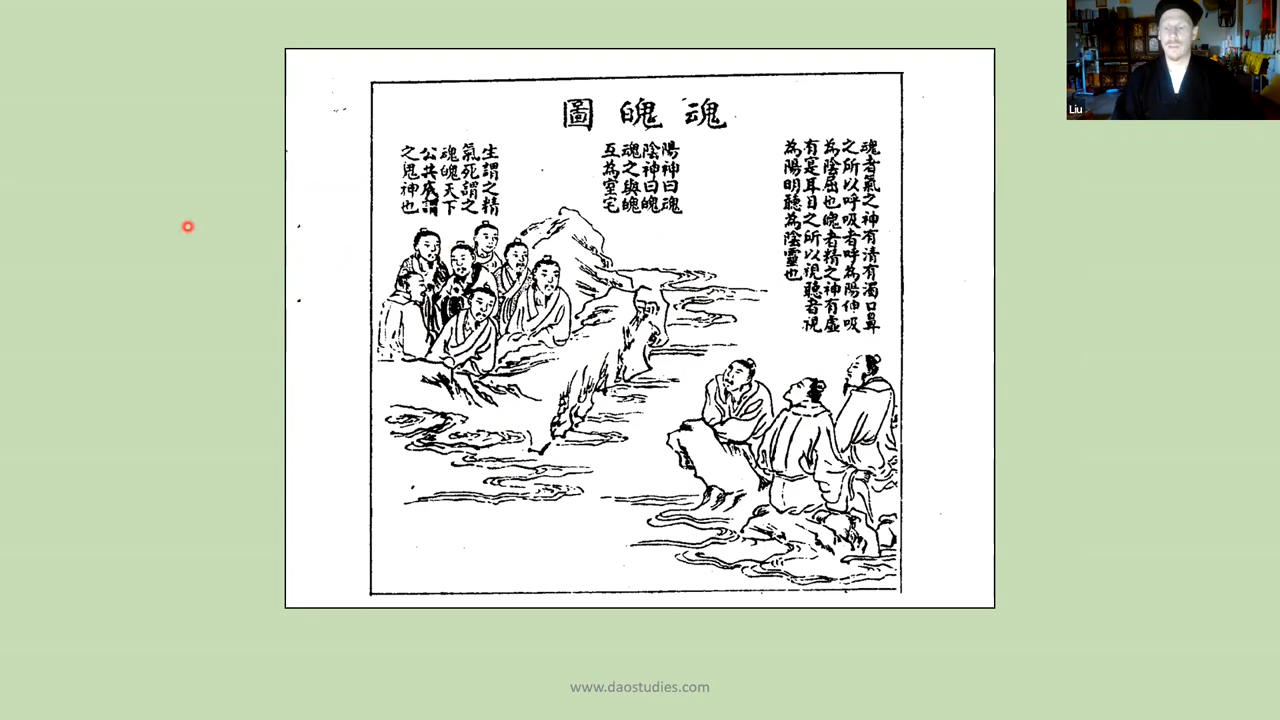 魂魄圖
魂者氣之神有清有濁口鼻
之所以呼吸者呼為陽伸吸
為陰屈也魄者精之神有虛
有寔耳目之所以視聽者視
為陽明聽為陰靈也
陽神曰魂
陰神曰魄
魂之與魄
互為室宅
生謂之精
氣死謂之
魂魄天下
公共底謂
之鬼神也
Liu
www.daostudies.com